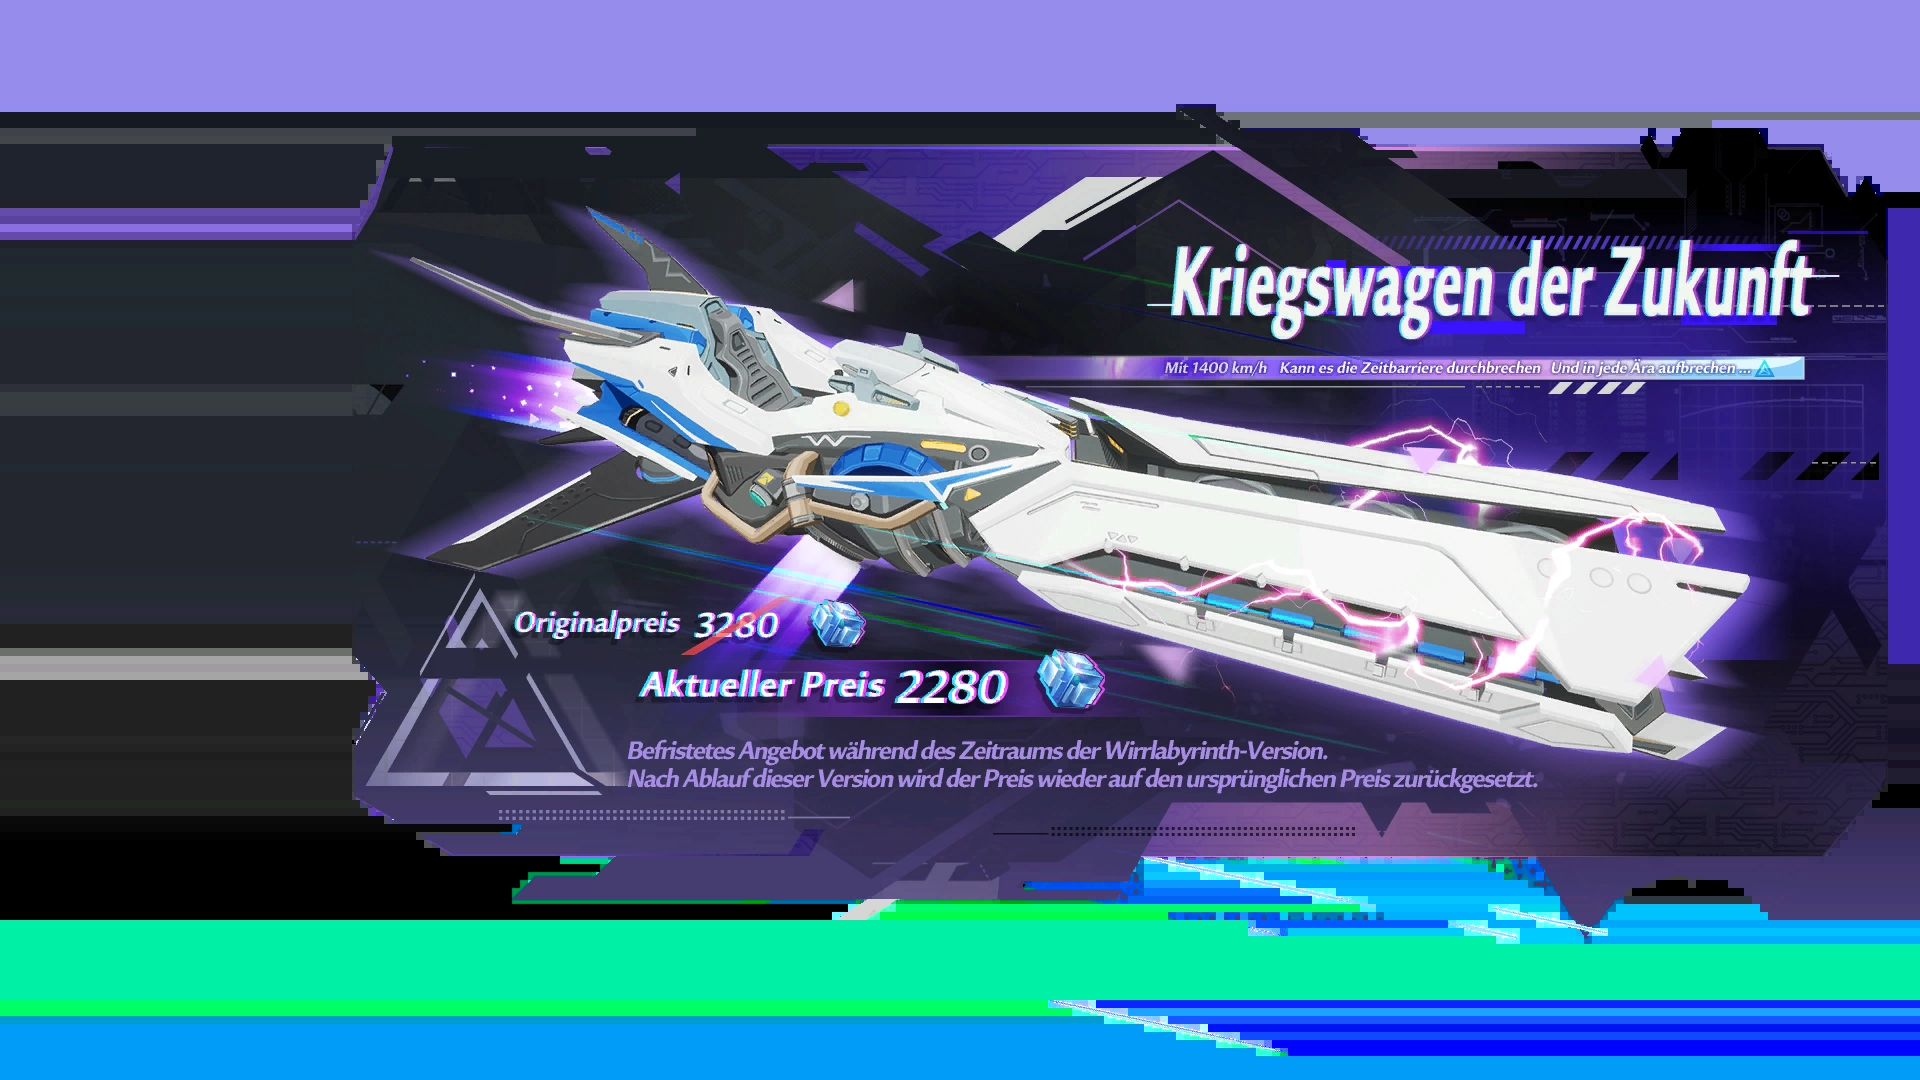 Kriegswagen der Zukunft
Mit 1400 km/h Kann es die Zeitbarriere durchbrechen Und in jede Ära aufbrechen ...
Originalpreis 3280
Aktueller Preis 2280
Befristetes Angebot während des Zeitraums der Wirrlabyrinth-Version.
Nach Ablauf dieser Version wird der Preis wieder auf den ursprünglichen Preis zurückgesetzt.